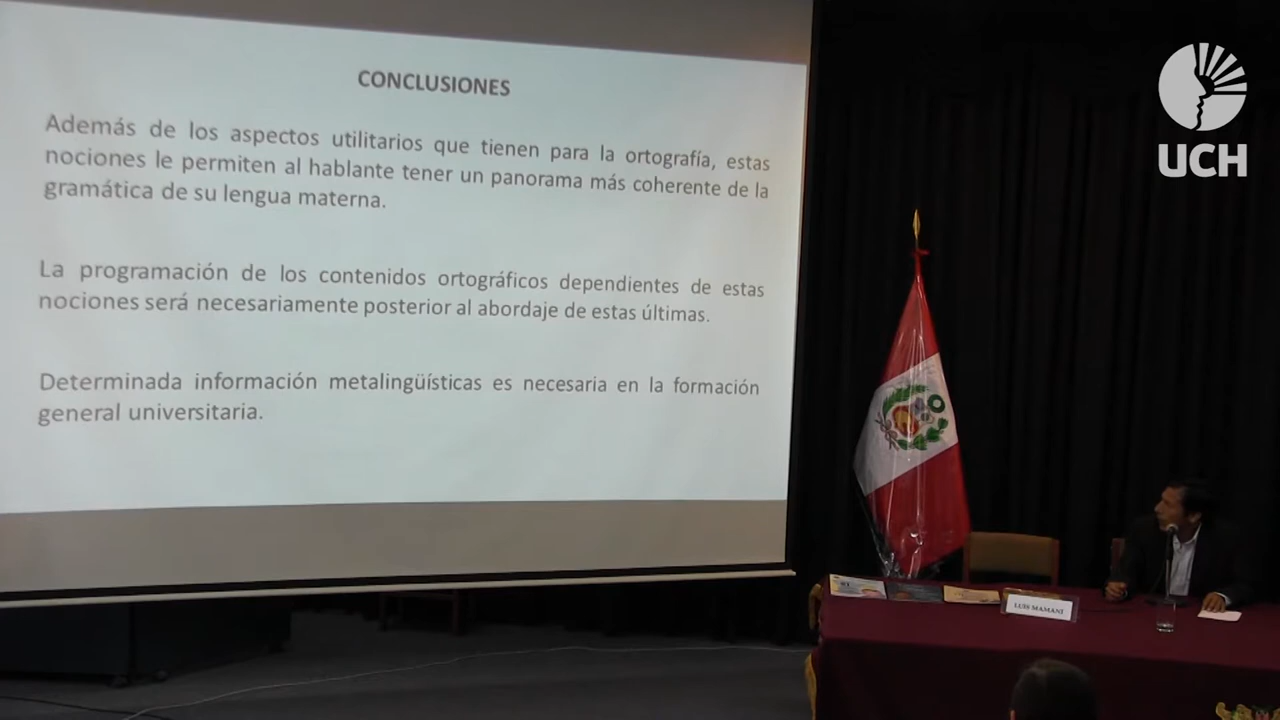 CONCLUSIONES
Además de los aspectos utilitarios que tienen para la ortografía, estas
nociones le permiten al hablante tener un panorama más coherente de la
gramática de su lengua materna.
La programación de los contenidos ortográficos dependientes de estas
nociones será necesariamente posterior al abordaje de estas últimas.
Determinada información metalingüísticas es necesaria en la formación
general universitaria.
UCH
LUIS MAMANI